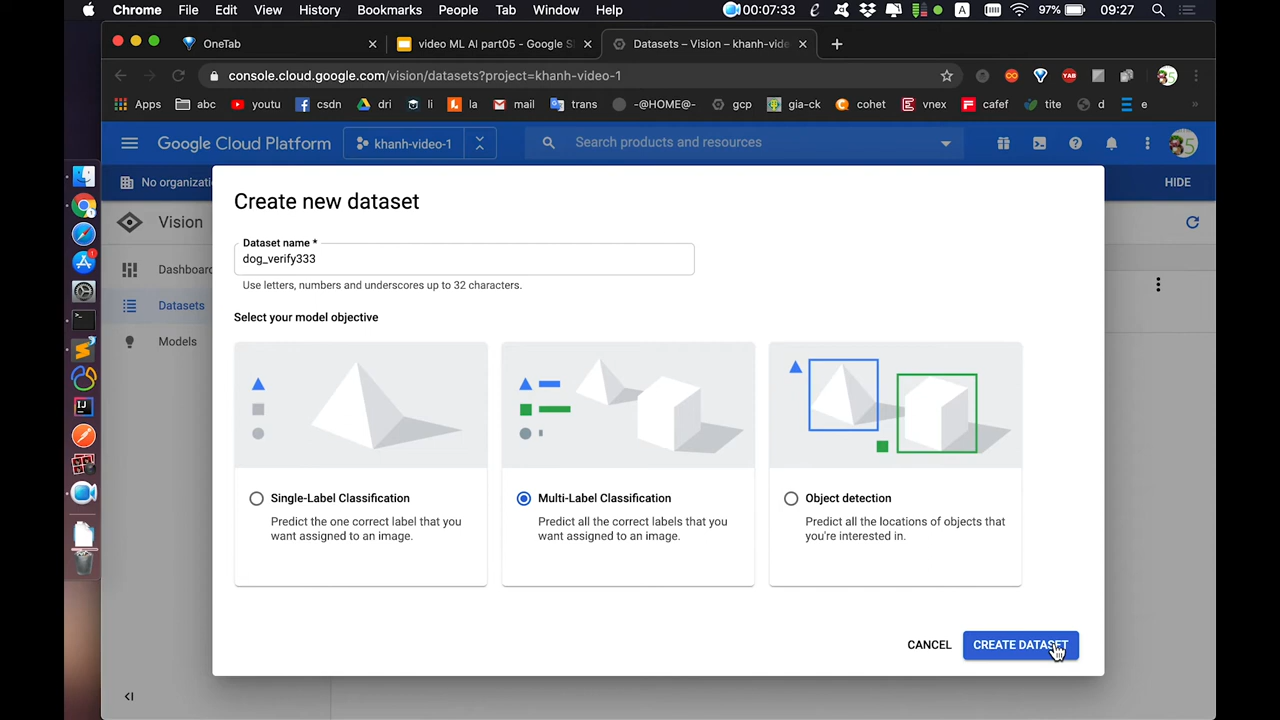 Chrome File Edit View History Bookmarks People Tab Window Help 00:07:33 A 97% 09:27
OneTab video ML AI part05 - Google S Datasets – Vision – khanh-vide
console.cloud.google.com/vision/datasets?project=khanh-video-1
Apps abc youtu csdn dri li la mail trans -@HOME@- gcp gia-ck cohet vnex cafef tite d e »
Google Cloud Platform khanh-video-1 Search products and resources
No organizati HIDE
Vision
Dashboard
Datasets
Models
Create new dataset
Dataset name *
dog_verify333
Use letters, numbers and underscores up to 32 characters.
Select your model objective
Single-Label Classification
Predict the one correct label that you
want assigned to an image.
Multi-Label Classification
Predict all the correct labels that you
want assigned to an image.
Object detection
Predict all the locations of objects that
you're interested in.
CANCEL CREATE DATASET